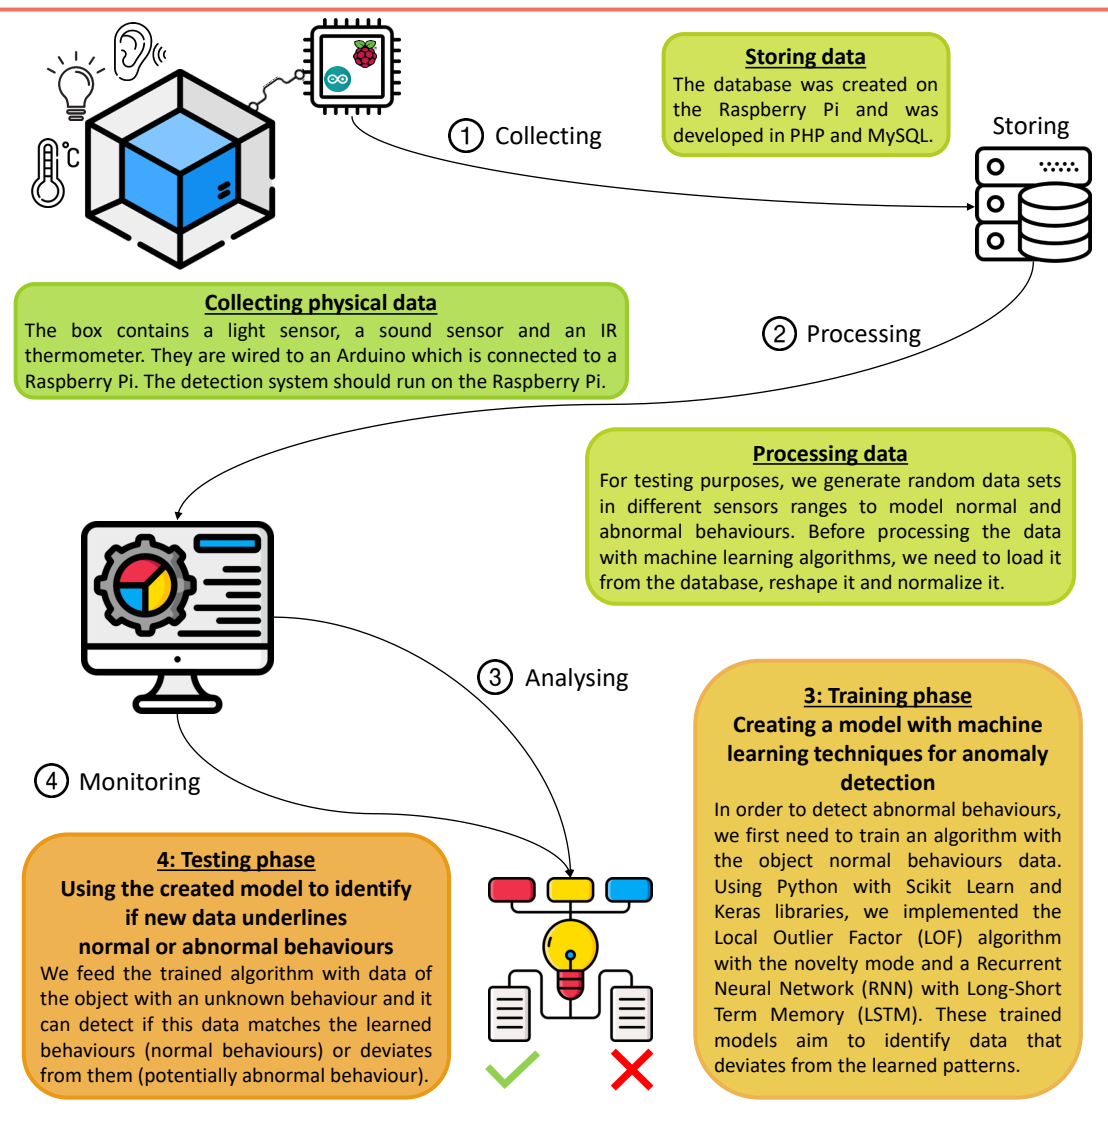 °C
1 Collecting
Storing data
The database was created on
the Raspberry Pi and was
developed in PHP and MySQL.
Storing
Collecting physical data
The box contains a light sensor, a sound sensor and an IR
thermometer. They are wired to an Arduino which is connected to a
Raspberry Pi. The detection system should run on the Raspberry Pi.
2 Processing
Processing data
For testing purposes, we generate random data sets
in different sensors ranges to model normal and
abnormal behaviours. Before processing the data
with machine learning algorithms, we need to load it
from the database, reshape it and normalize it.
3 Analysing
4 Monitoring
3: Training phase
Creating a model with machine
learning techniques for anomaly
detection
In order to detect abnormal behaviours,
we first need to train an algorithm with
the object normal behaviours data.
Using Python with Scikit Learn and
Keras libraries, we implemented the
Local Outlier Factor (LOF) algorithm
with the novelty mode and a Recurrent
Neural Network (RNN) with Long-Short
Term Memory (LSTM). These trained
models aim to identify data that
deviates from the learned patterns.
4: Testing phase
Using the created model to identify
if new data underlines
normal or abnormal behaviours
We feed the trained algorithm with data of
the object with an unknown behaviour and it
can detect if this data matches the learned
behaviours (normal behaviours) or deviates
from them (potentially abnormal behaviour).